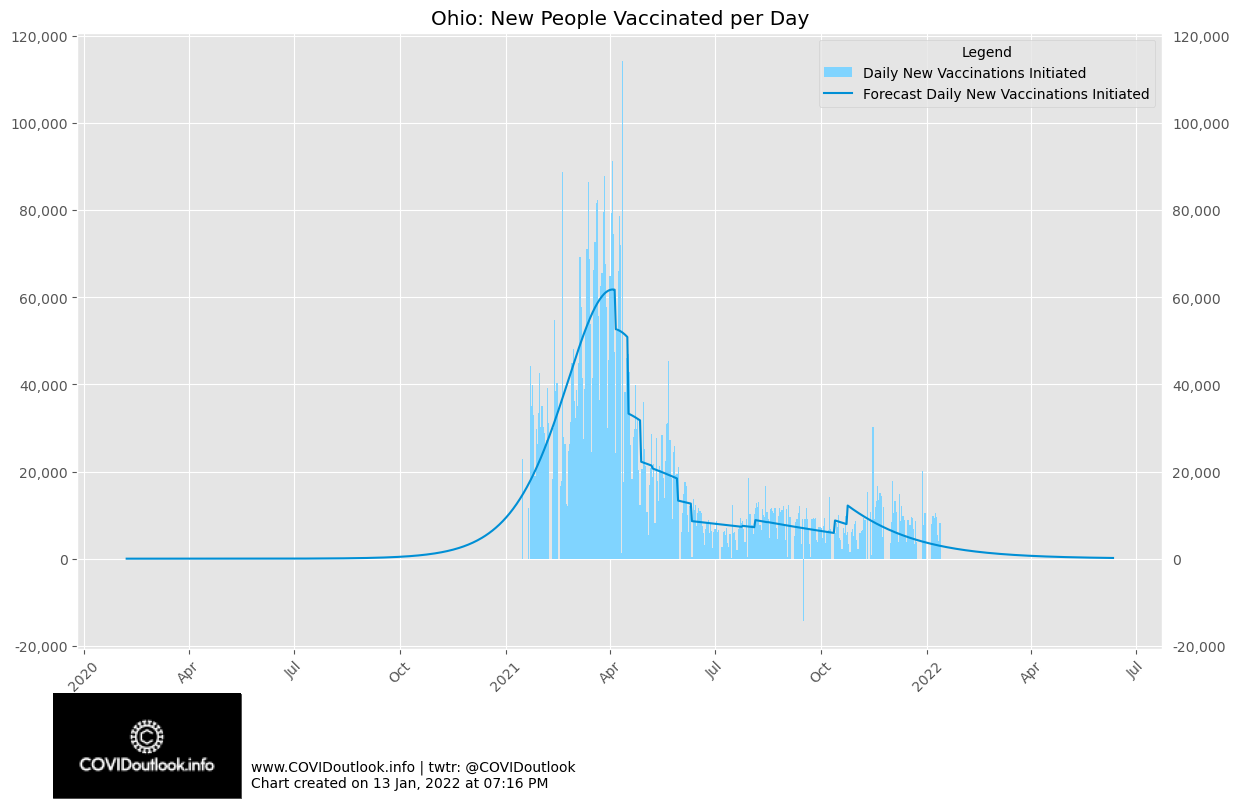 Ohio: New People Vaccinated per Day
Legend
Daily New Vaccinations Initiated
Forecast Daily New Vaccinations Initiated
120,000 120,000
100,000 100,000
80,000 80,000
60,000 60,000
40,000 40,000
20,000 20,000
0 0
-20,000 -20,000
2020 Apr Jul Oct 2021 Apr Jul Oct 2022 Apr Jul
COVIDoutlook.info
www.COVIDoutlook.info | twtr: @COVIDoutlook
Chart created on 13 Jan, 2022 at 07:16 PM